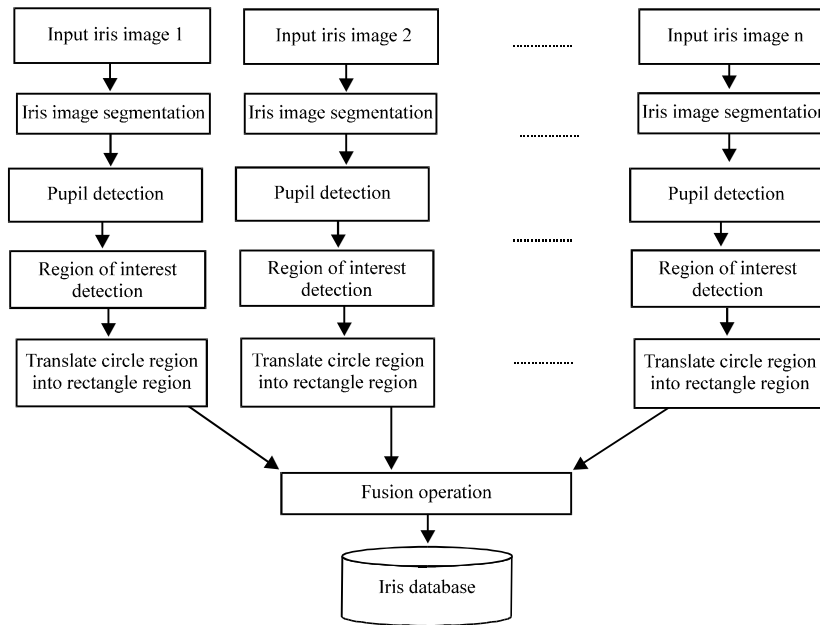 Input iris image 1
Input iris image 2
Input iris image n
Iris image segmentation
Iris image segmentation
Iris image segmentation
Pupil detection
Pupil detection
Pupil detection
Region of interest
detection
Region of interest
detection
Region of interest
detection
Translate circle region
into rectangle region
Translate circle region
into rectangle region
Translate circle region
into rectangle region
Fusion operation
Iris database